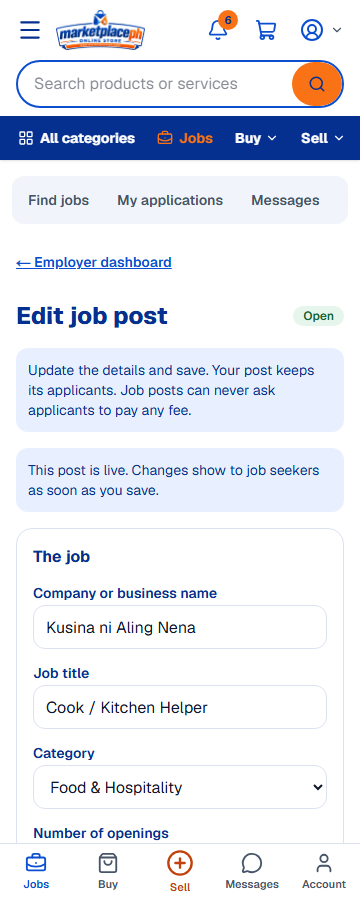 marketplaceph
ONLINE STORE
6
Search products or services
All categories
Jobs
Buy
Sell
Find jobs
My applications
Messages
← Employer dashboard
Edit job post
Open
Update the details and save. Your post keeps
its applicants. Job posts can never ask
applicants to pay any fee.
This post is live. Changes show to job seekers
as soon as you save.
The job
Company or business name
Kusina ni Aling Nena
Job title
Cook / Kitchen Helper
Category
Food & Hospitality
Number of openings
Jobs
Buy
Sell
Messages
Account